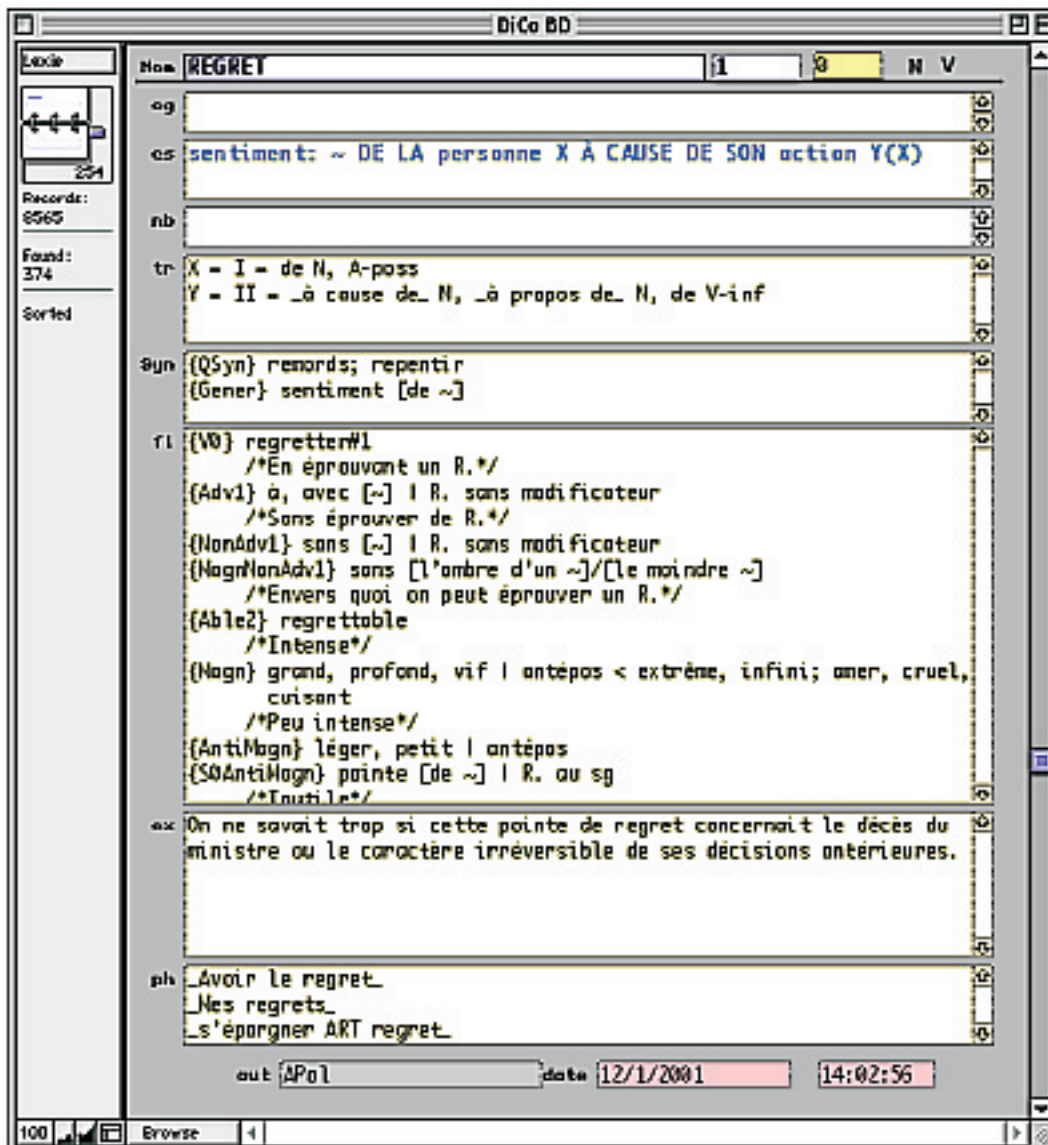 DiCo BD
Lexie
254
Records:
8565
Found:
374
Sorted
Nom REGRET 1 0 N V
ag
cs sentiment: ~ DE LA personne X À CAUSE DE SON action Y(X)
nb
tr X = I = de N, A-poss
Y = II = _à cause de_ N, _à propos de_ N, de V-inf
Syn {QSyn} remords; repentir
{Gener} sentiment [de ~]
fl {V0} regretter#1
/*En éprouvant un R.*/
{Adv1} à, avec [~] | R. sans modificateur
/*Sans éprouver de R.*/
{NonAdv1} sans [~] | R. sans modificateur
{MagnNonAdv1} sans [l'ombre d'un ~]/[le moindre ~]
/*Envers quoi on peut éprouver un R.*/
{Able2} regrettable
/*Intense*/
{Magn} grand, profond, vif | antépos < extrême, infini; amer, cruel,
cuisant
/*Peu intense*/
{AntiMagn} léger, petit | antépos
{S0AntiMagn} pointe [de ~] | R. au sg
/*Inutile*/
ex On ne savait trop si cette pointe de regret concernait le décès du
ministre ou le caractère irréversible de ses décisions antérieures.
ph _Avoir le regret_
_Mes regrets_
_s'épargner ART regret_
aut APol date 12/1/2001 14:02:56
100 Browse